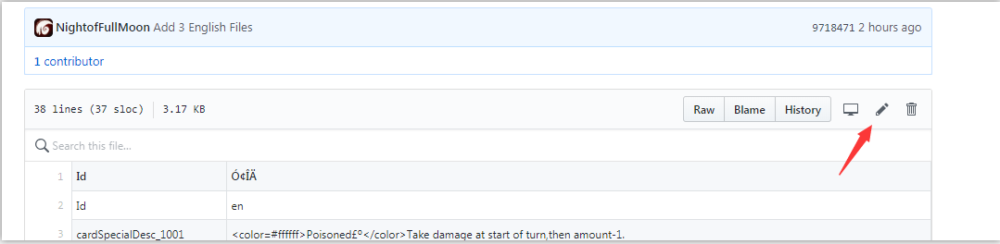 NightofFullMoon Add 3 English Files 9718471 2 hours ago
1 contributor
38 lines (37 sloc) 3.17 KB Raw Blame History
Search this file...
1 Id Ó¢ÎÄ
2 Id en
3 cardSpecialDesc_1001 <color=#ffffff>Poisoned£º</color>Take damage at start of turn,then amount-1.